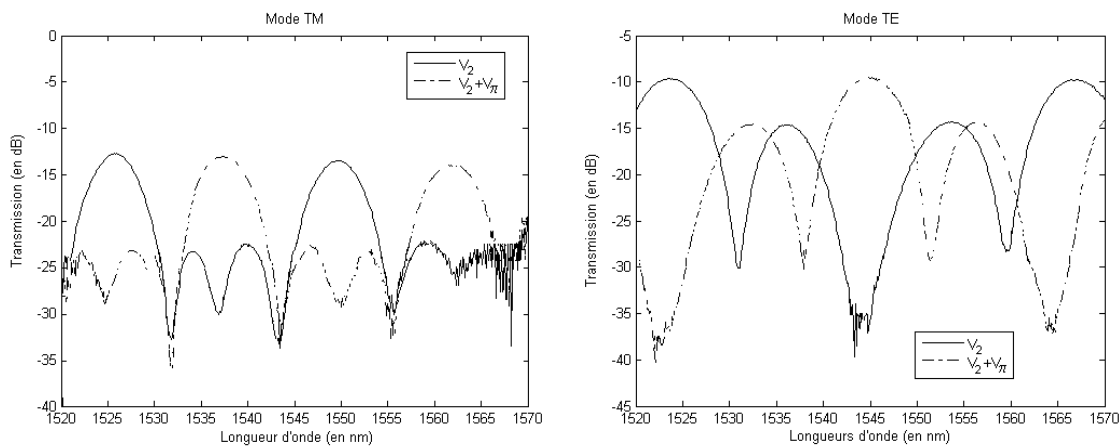 Mode TM
0
-5
-10
-15
-20
-25
-30
-35
-40
Transmission (en dB)
V2
V2+Vπ
1520 1525 1530 1535 1540 1545 1550 1555 1560 1565 1570
Longueur d'onde (en nm)
Mode TE
-5
-10
-15
-20
-25
-30
-35
-40
-45
Transmission (en dB)
V2
V2+Vπ
1520 1525 1530 1535 1540 1545 1550 1555 1560 1565 1570
Longueurs d'onde (en nm)